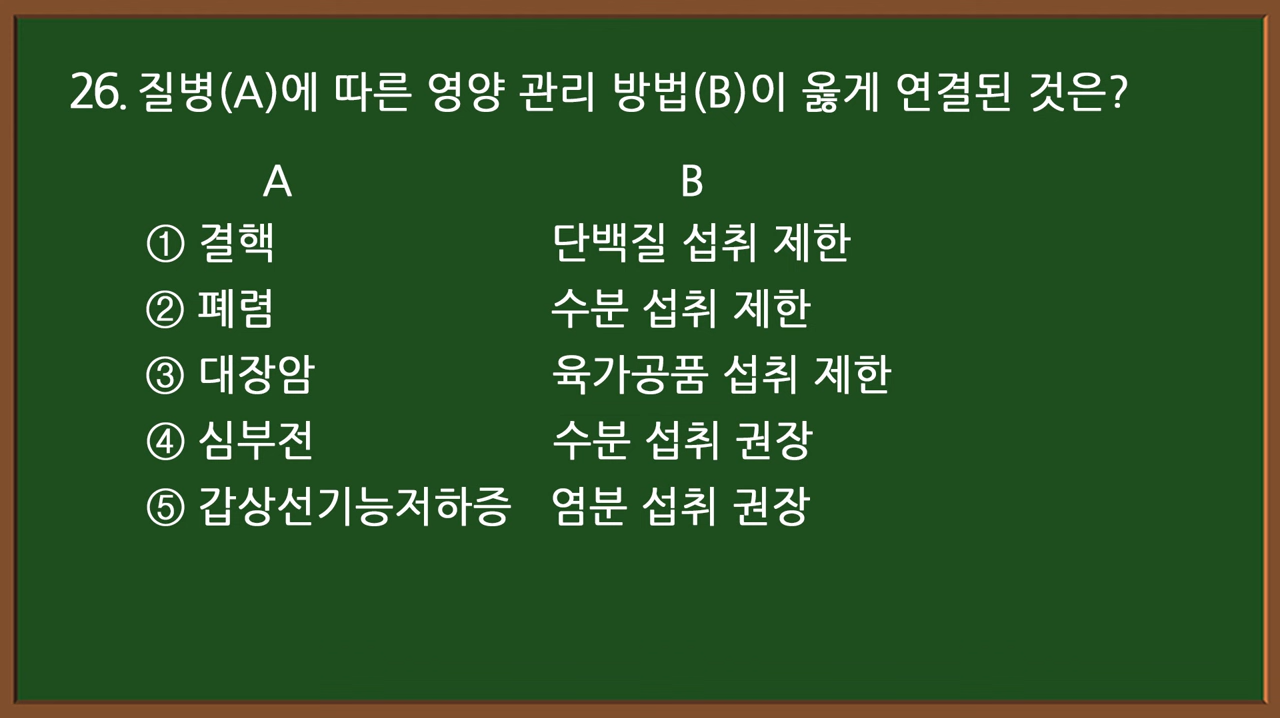 26. 질병(A)에 따른 영양 관리 방법(B)이 옳게 연결된 것은?
A B
① 결핵 단백질 섭취 제한
② 폐렴 수분 섭취 제한
③ 대장암 육가공품 섭취 제한
④ 심부전 수분 섭취 권장
⑤ 갑상선기능저하증 염분 섭취 권장